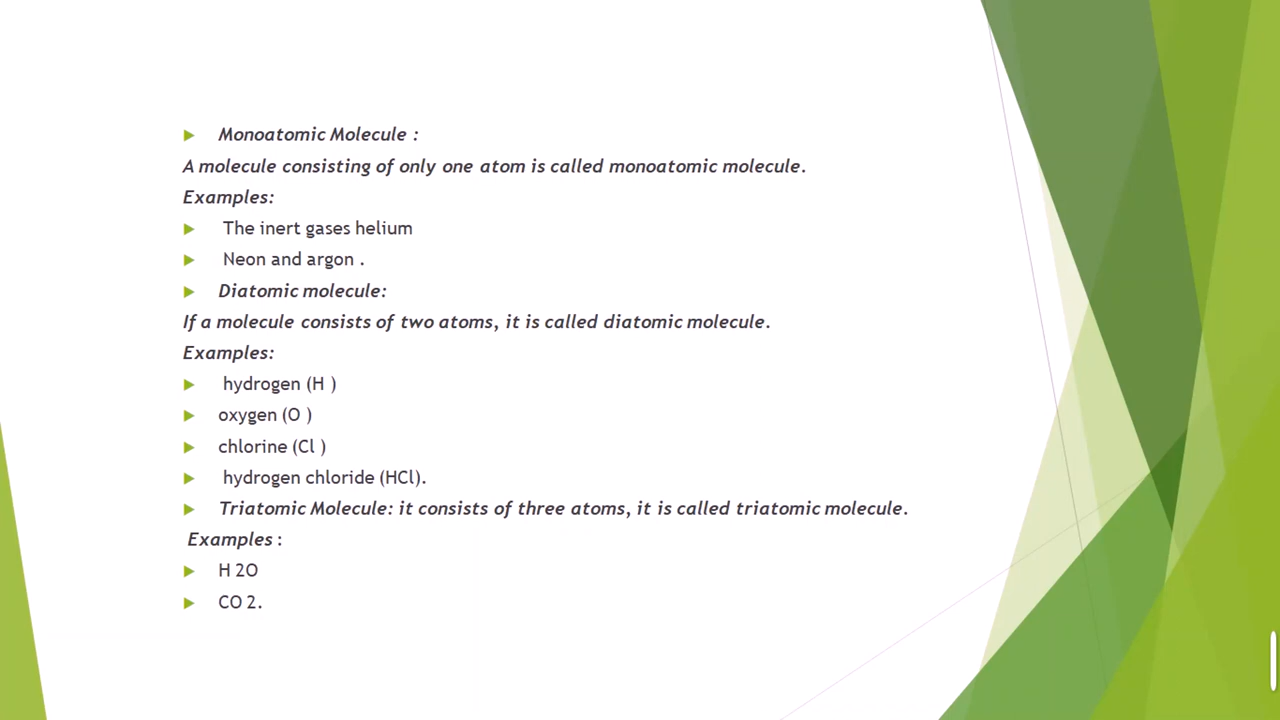 Monoatomic Molecule :
A molecule consisting of only one atom is called monoatomic molecule.
Examples:
The inert gases helium
Neon and argon .
Diatomic molecule:
If a molecule consists of two atoms, it is called diatomic molecule.
Examples:
hydrogen (H )
oxygen (O )
chlorine (Cl )
hydrogen chloride (HCl).
Triatomic Molecule: it consists of three atoms, it is called triatomic molecule.
Examples :
H 2O
CO 2.